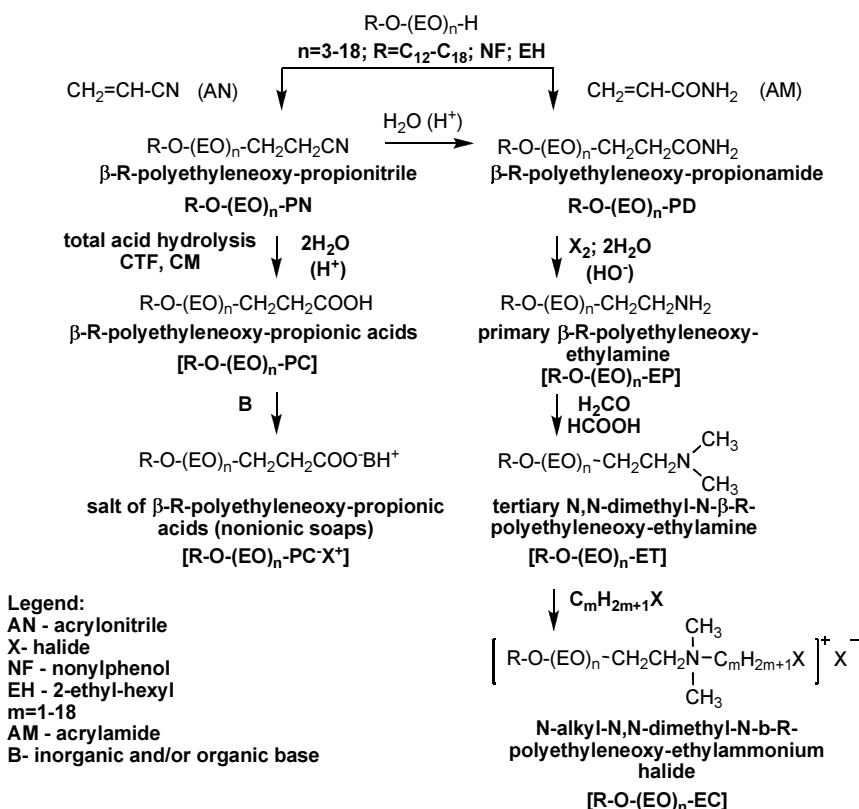 R-O-(EO)n-H
n=3-18; R=C12-C18; NF; EH
CH2=CH-CN (AN)
CH2=CH-CONH2 (AM)
H2O (H+)
R-O-(EO)n-CH2CH2CN
β-R-polyethyleneoxy-propionitrile
R-O-(EO)n-PN
R-O-(EO)n-CH2CH2CONH2
β-R-polyethyleneoxy-propionamide
R-O-(EO)n-PD
total acid hydrolysis
CTF, CM
2H2O
(H+)
X2; 2H2O
(HO-)
R-O-(EO)n-CH2CH2COOH
β-R-polyethyleneoxy-propionic acids
[R-O-(EO)n-PC]
R-O-(EO)n-CH2CH2NH2
primary β-R-polyethyleneoxy-
ethylamine
[R-O-(EO)n-EP]
B
H2CO
HCOOH
R-O-(EO)n-CH2CH2COO-BH+
salt of β-R-polyethyleneoxy-propionic
acids (nonionic soaps)
[R-O-(EO)n-PC-X+]
CH3
R-O-(EO)n-CH2CH2N
CH3
tertiary N,N-dimethyl-N-β-R-
polyethyleneoxy-ethylamine
[R-O-(EO)n-ET]
CmH2m+1X
CH3
[R-O-(EO)n-CH2CH2N-CmH2m+1X]+ X-
CH3
N-alkyl-N,N-dimethyl-N-b-R-
polyethyleneoxy-ethylammonium
halide
[R-O-(EO)n-EC]
Legend:
AN - acrylonitrile
X- halide
NF - nonylphenol
EH - 2-ethyl-hexyl
m=1-18
AM - acrylamide
B- inorganic and/or organic base